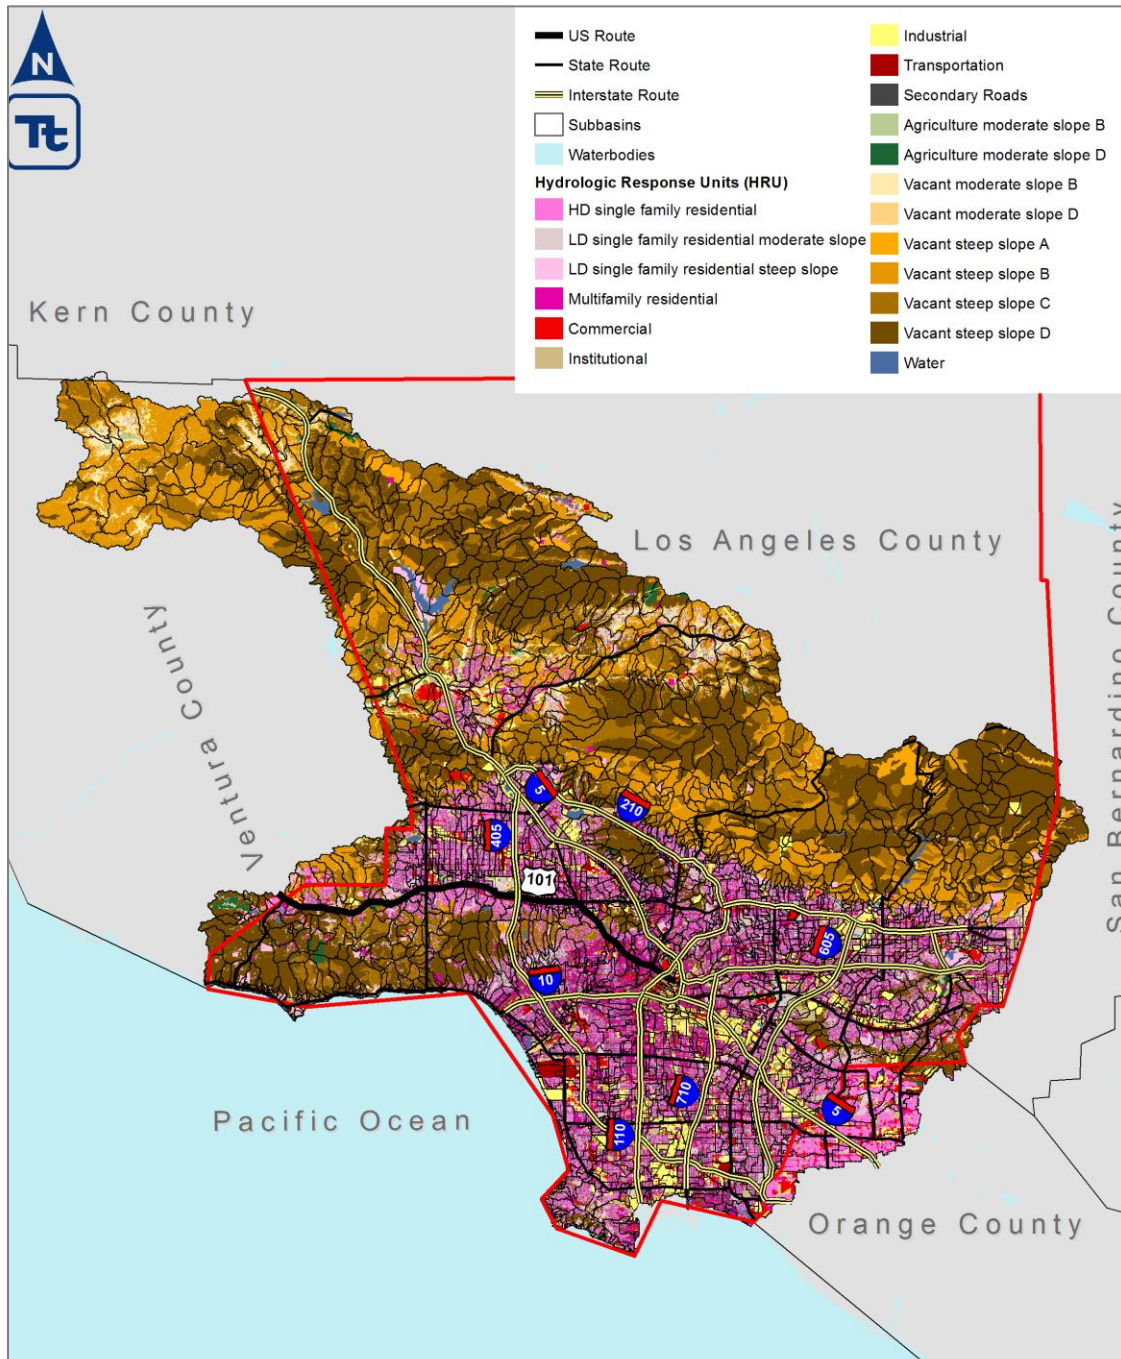 N
Tt
US Route
State Route
Interstate Route
Subbasins
Waterbodies
Hydrologic Response Units (HRU)
HD single family residential
LD single family residential moderate slope
LD single family residential steep slope
Multifamily residential
Commercial
Institutional
Industrial
Transportation
Secondary Roads
Agriculture moderate slope B
Agriculture moderate slope D
Vacant moderate slope B
Vacant moderate slope D
Vacant steep slope A
Vacant steep slope B
Vacant steep slope C
Vacant steep slope D
Water
Kern County
Los Angeles County
Ventura County
San Bernardino County
5
210
405
101
605
10
710
5
110
Pacific Ocean
Orange County